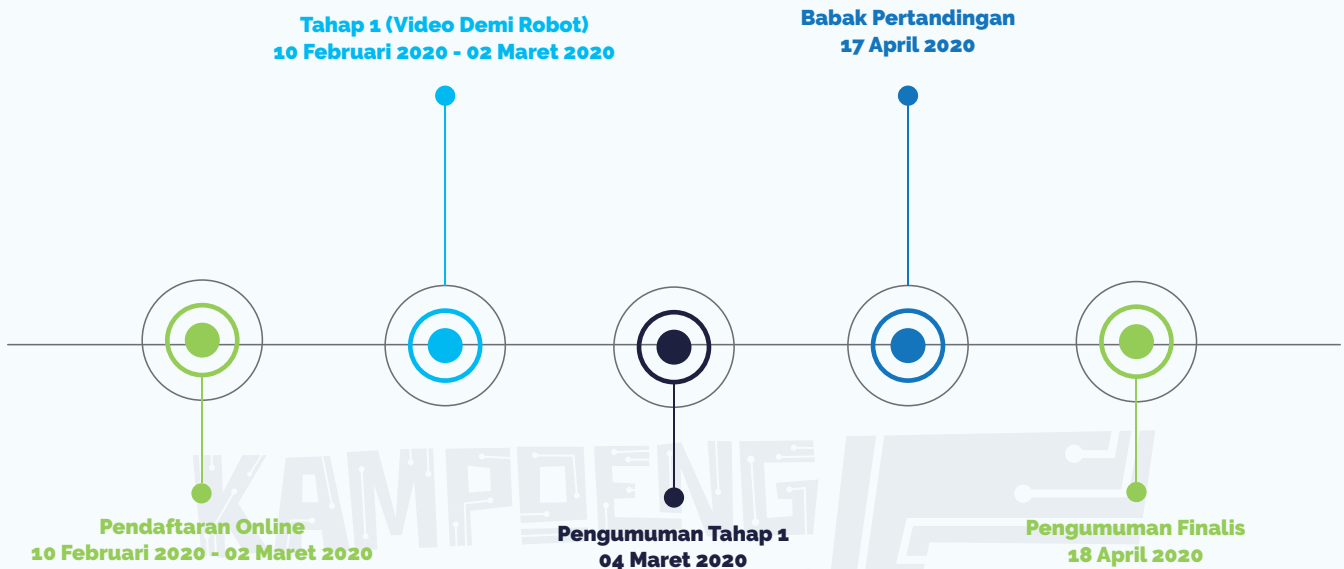 Tahap 1 (Video Demi Robot)
10 Februari 2020 - 02 Maret 2020
Babak Pertandingan
17 April 2020
KAMPOENG
Pendaftaran Online
10 Februari 2020 - 02 Maret 2020
Pengumuman Tahap 1
04 Maret 2020
Pengumuman Finalis
18 April 2020